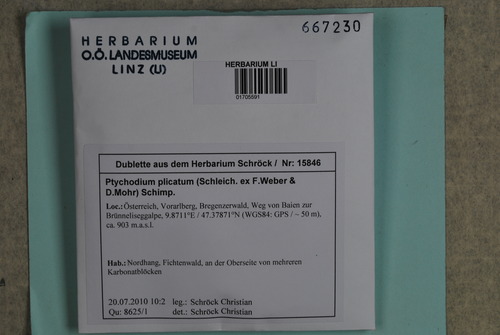 667230
HERBARIUM
O.Ö. LANDESMUSEUM
LINZ (U)
HERBARIUM LI
01705591
Dublette aus dem Herbarium Schröck / Nr: 15846
Ptychodium plicatum (Schleich. ex F.Weber &
D.Mohr) Schimp.
Loc.: Österreich, Vorarlberg, Bregenzerwald, Weg von Baien zur
Brünneliseggalpe, 9.8711°E / 47.37871°N (WGS84: GPS / ~ 50 m),
ca. 903 m.a.s.l.
Hab.: Nordhang, Fichtenwald, an der Oberseite von mehreren
Karbonatblöcken
20.07.2010 10:2 leg.: Schröck Christian
Qu: 8625/1 det.: Schröck Christian